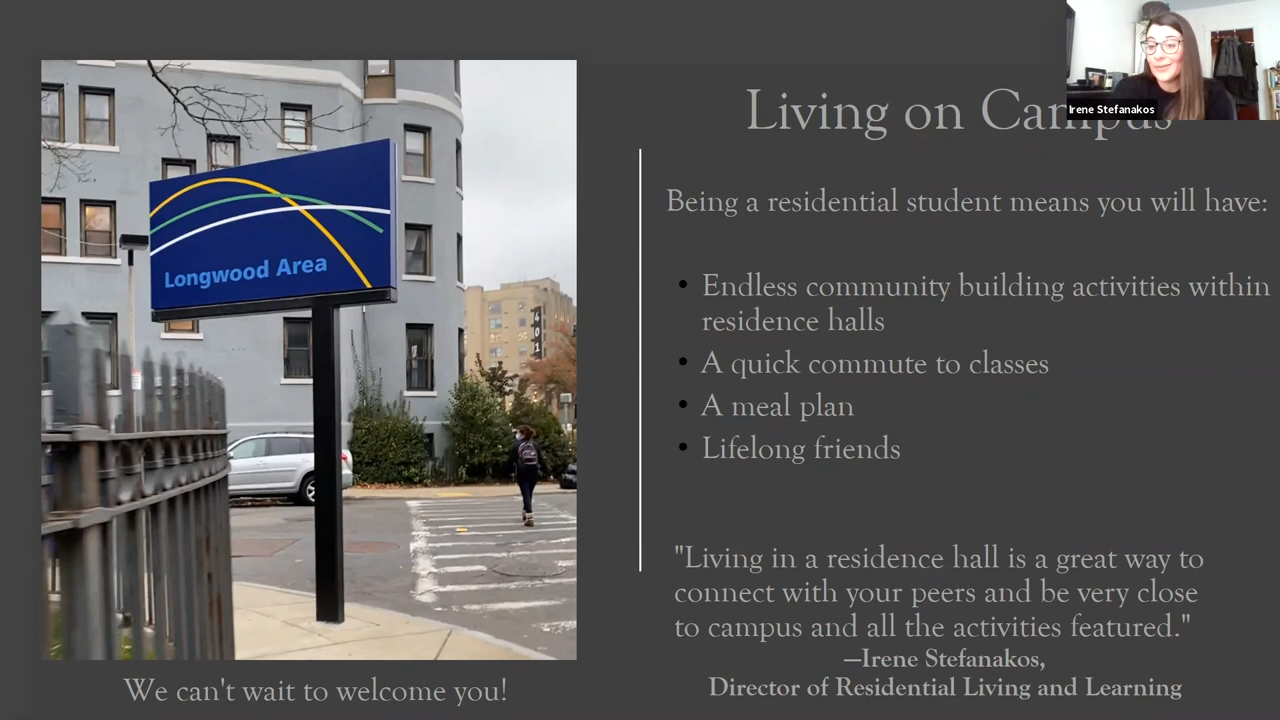 Irene Stefanakos
Living on Campus
Being a residential student means you will have:
• Endless community building activities within
residence halls
• A quick commute to classes
• A meal plan
• Lifelong friends
"Living in a residence hall is a great way to
connect with your peers and be very close
to campus and all the activities featured."
—Irene Stefanakos,
Director of Residential Living and Learning
Longwood Area
401
We can't wait to welcome you!